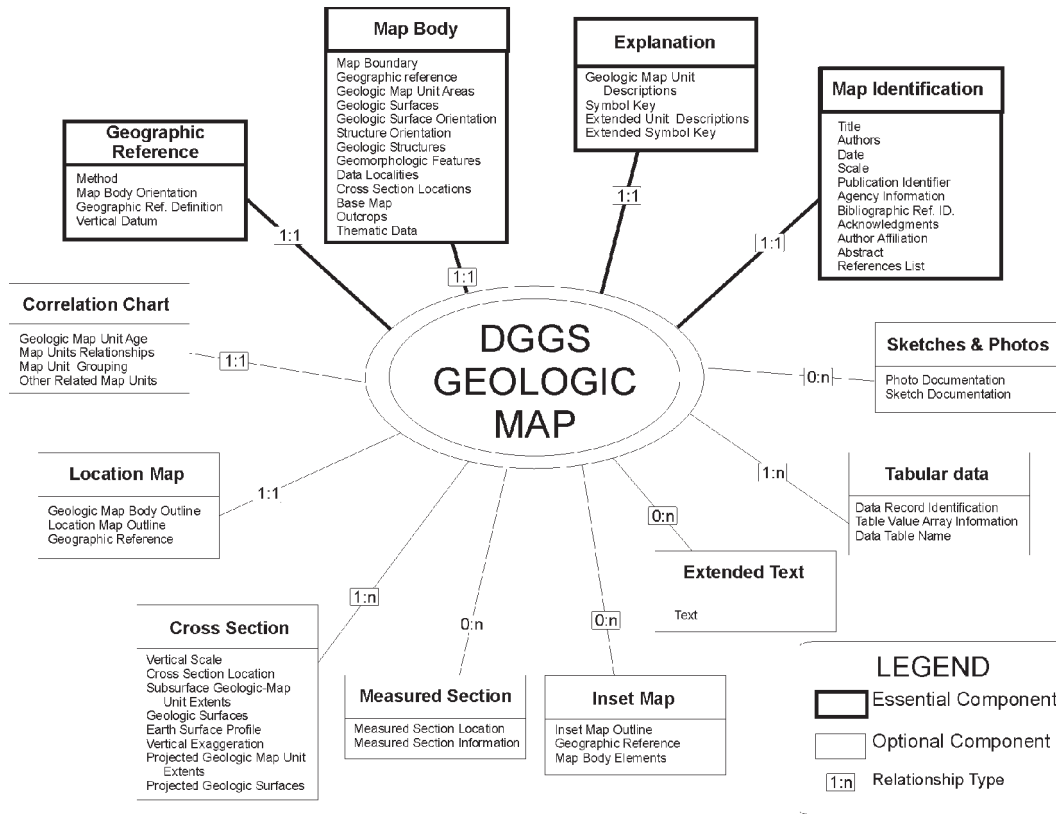 Map Body
Map Boundary
Geographic reference
Geologic Map Unit Areas
Geologic Surfaces
Geologic Surface Orientation
Structure Orientation
Geologic Structures
Geomorphologic Features
Data Localities
Cross Section Locations
Base Map
Outcrops
Thematic Data
Explanation
Geologic Map Unit
Descriptions
Symbol Key
Extended Unit Descriptions
Extended Symbol Key
Map Identification
Title
Authors
Date
Scale
Publication Identifier
Agency Information
Bibliographic Ref. ID.
Acknowledgments
Author Affiliation
Abstract
References List
Geographic
Reference
Method
Map Body Orientation
Geographic Ref. Definition
Vertical Datum
1:1
1:1
1:1
1:1
Correlation Chart
Geologic Map Unit Age
Map Units Relationships
Map Unit Grouping
Other Related Map Units
1:1
DGGS
GEOLOGIC
MAP
Sketches & Photos
Photo Documentation
Sketch Documentation
0:n
Location Map
Geologic Map Body Outline
Location Map Outline
Geographic Reference
1:1
Tabular data
Data Record Identification
Table Value Array Information
Data Table Name
1:n
Extended Text
Text
0:n
Cross Section
Vertical Scale
Cross Section Location
Subsurface Geologic-Map
Unit Extents
Geologic Surfaces
Earth Surface Profile
Vertical Exaggeration
Projected Geologic Map Unit
Extents
Projected Geologic Surfaces
1:n
Measured Section
Measured Section Location
Measured Section Information
0:n
Inset Map
Inset Map Outline
Geographic Reference
Map Body Elements
0:n
LEGEND
Essential Component
Optional Component
1:n Relationship Type